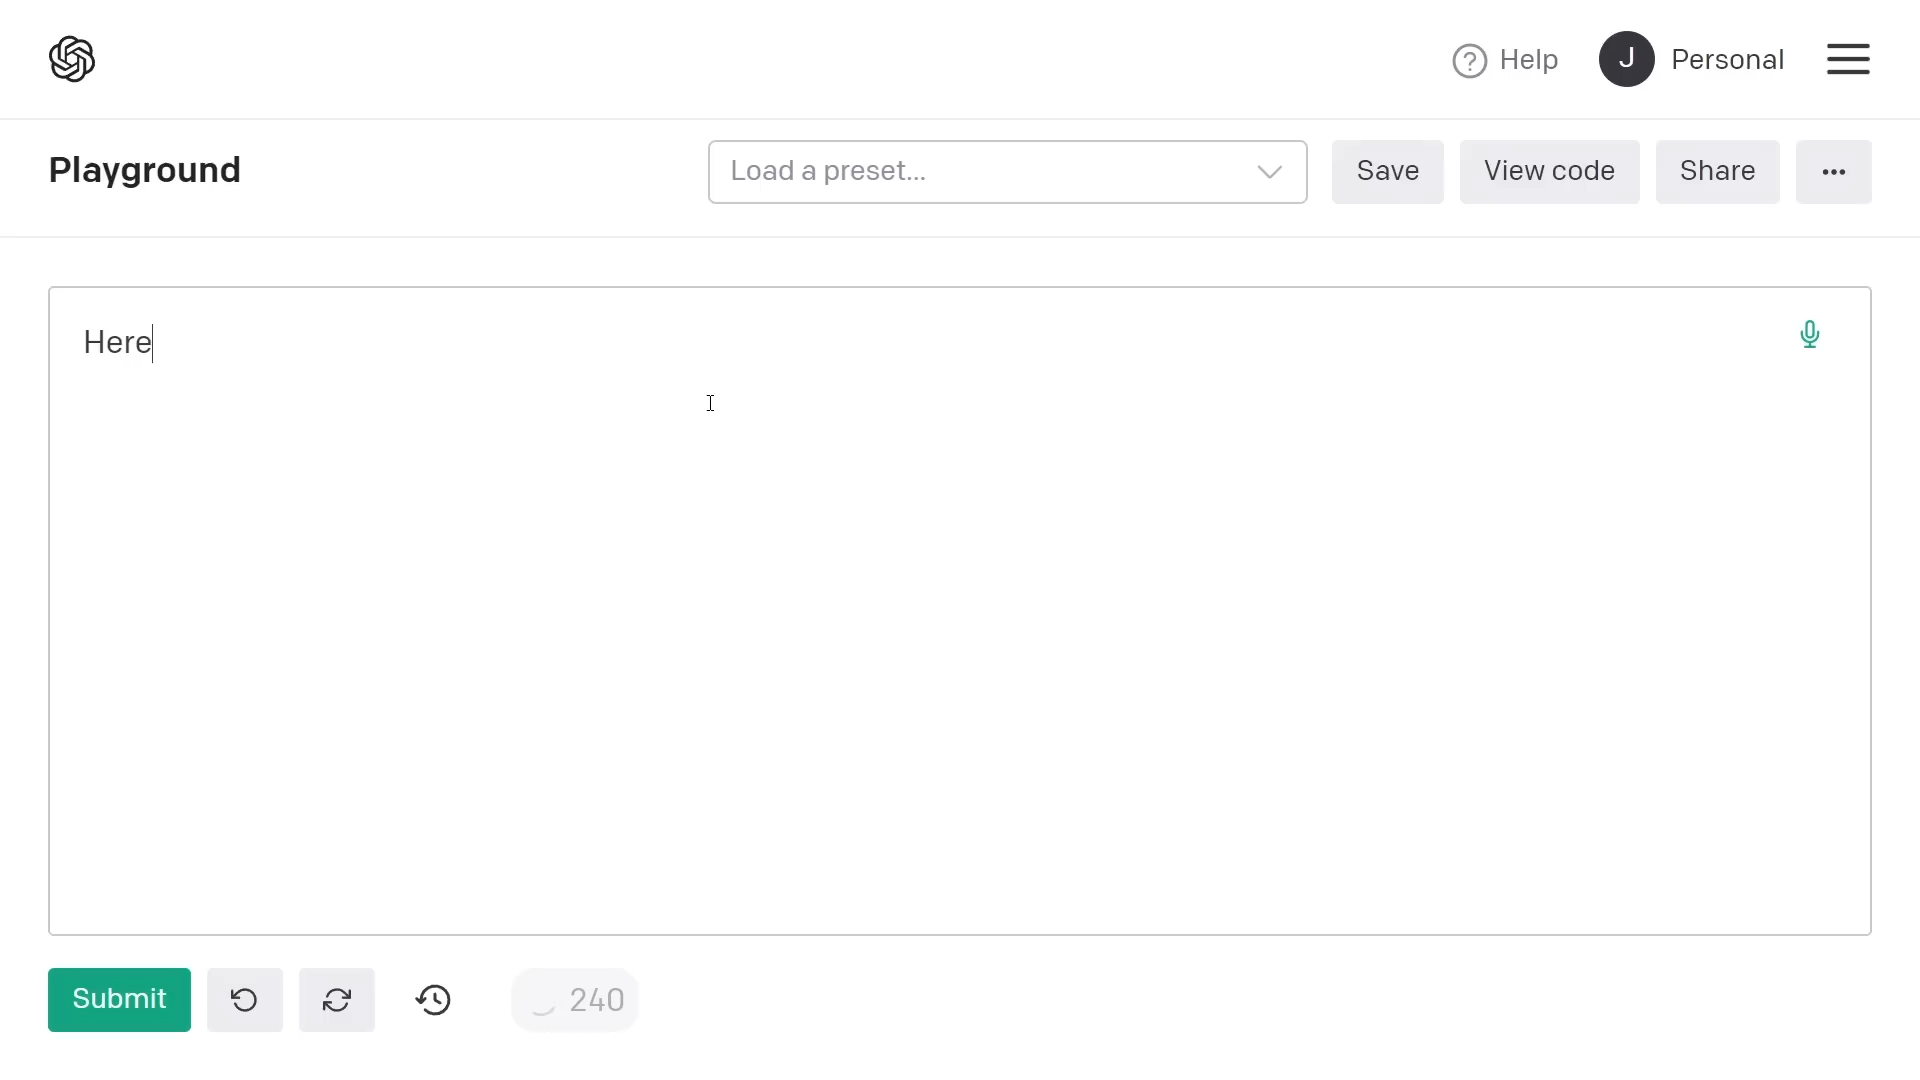 Help J Personal
Playground Load a preset... Save View code Share ...
Here
Submit 240